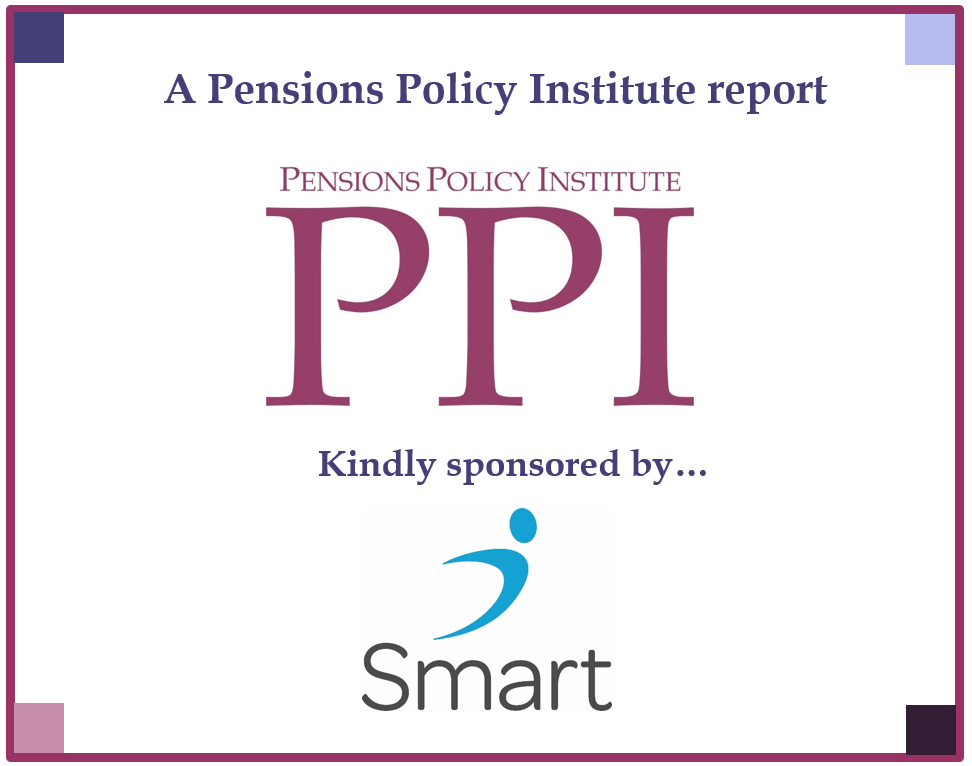 A Pensions Policy Institute report
PENSIONS POLICY INSTITUTE
PPI
Kindly sponsored by…
Smart